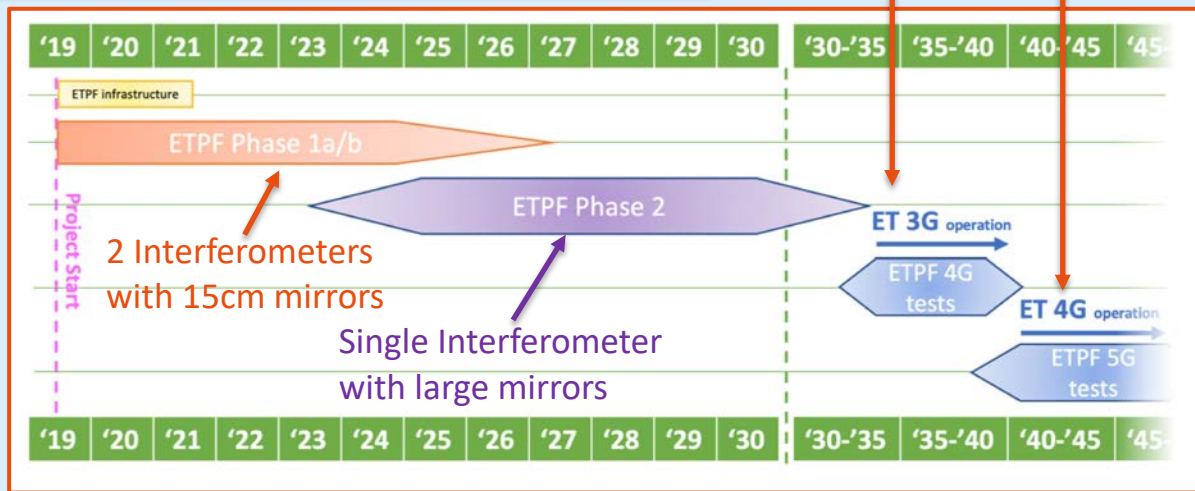 ‘19 ‘20 ‘21 ‘22 ‘23 ‘24 ‘25 ‘26 ‘27 ‘28 ‘29 ‘30 ‘30-’35 ‘35-’40 ‘40-’45 ‘45-
ETPF infrastructure
ETPF Phase 1a/b
Project Start
ETPF Phase 2
2 Interferometers
with 15cm mirrors
ET 3G operation
ETPF 4G
tests
Single Interferometer
with large mirrors
ET 4G operation
ETPF 5G
tests
‘19 ‘20 ‘21 ‘22 ‘23 ‘24 ‘25 ‘26 ‘27 ‘28 ‘29 ‘30 ‘30-’35 ‘35-’40 ‘40-’45 ‘45-